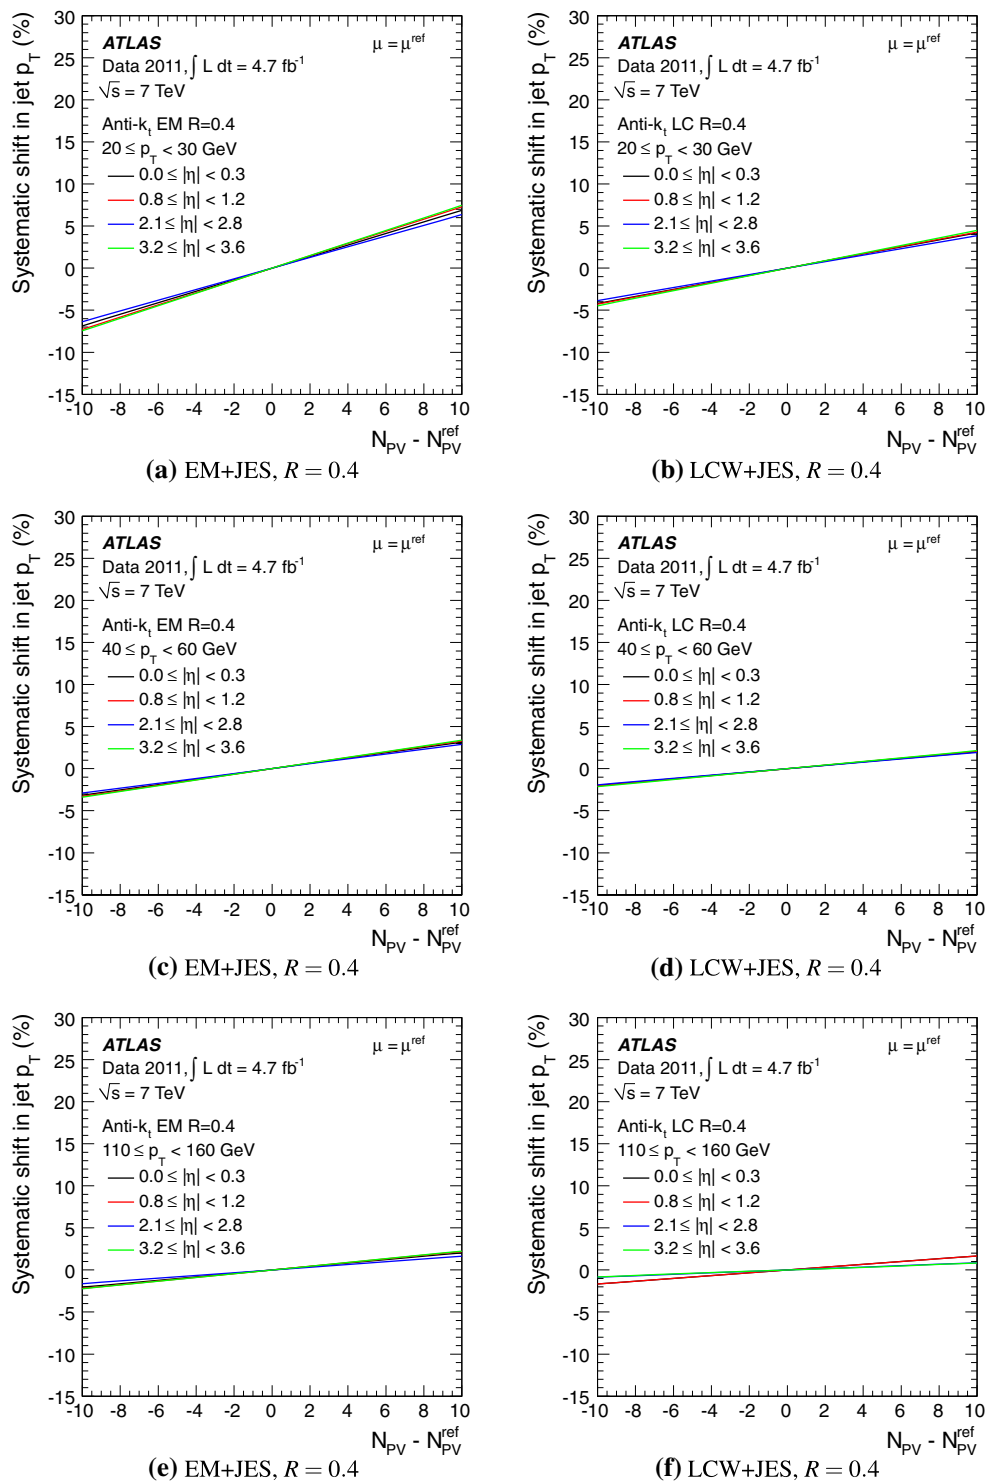 Systematic shift in jet p_T (%)
30
25
20
15
10
5
0
-5
-10
-15
ATLAS
μ = μ^ref
Data 2011, ∫ L dt = 4.7 fb^-1
√s = 7 TeV
Anti-k_t EM R=0.4
20 ≤ p_T < 30 GeV
0.0 ≤ |η| < 0.3
0.8 ≤ |η| < 1.2
2.1 ≤ |η| < 2.8
3.2 ≤ |η| < 3.6
-10 -8 -6 -4 -2 0 2 4 6 8 10
N_PV - N_PV^ref
(a) EM+JES, R = 0.4
Systematic shift in jet p_T (%)
30
25
20
15
10
5
0
-5
-10
-15
ATLAS
μ = μ^ref
Data 2011, ∫ L dt = 4.7 fb^-1
√s = 7 TeV
Anti-k_t LC R=0.4
20 ≤ p_T < 30 GeV
0.0 ≤ |η| < 0.3
0.8 ≤ |η| < 1.2
2.1 ≤ |η| < 2.8
3.2 ≤ |η| < 3.6
-10 -8 -6 -4 -2 0 2 4 6 8 10
N_PV - N_PV^ref
(b) LCW+JES, R = 0.4
Systematic shift in jet p_T (%)
30
25
20
15
10
5
0
-5
-10
-15
ATLAS
μ = μ^ref
Data 2011, ∫ L dt = 4.7 fb^-1
√s = 7 TeV
Anti-k_t EM R=0.4
40 ≤ p_T < 60 GeV
0.0 ≤ |η| < 0.3
0.8 ≤ |η| < 1.2
2.1 ≤ |η| < 2.8
3.2 ≤ |η| < 3.6
-10 -8 -6 -4 -2 0 2 4 6 8 10
N_PV - N_PV^ref
(c) EM+JES, R = 0.4
Systematic shift in jet p_T (%)
30
25
20
15
10
5
0
-5
-10
-15
ATLAS
μ = μ^ref
Data 2011, ∫ L dt = 4.7 fb^-1
√s = 7 TeV
Anti-k_t LC R=0.4
40 ≤ p_T < 60 GeV
0.0 ≤ |η| < 0.3
0.8 ≤ |η| < 1.2
2.1 ≤ |η| < 2.8
3.2 ≤ |η| < 3.6
-10 -8 -6 -4 -2 0 2 4 6 8 10
N_PV - N_PV^ref
(d) LCW+JES, R = 0.4
Systematic shift in jet p_T (%)
30
25
20
15
10
5
0
-5
-10
-15
ATLAS
μ = μ^ref
Data 2011, ∫ L dt = 4.7 fb^-1
√s = 7 TeV
Anti-k_t EM R=0.4
110 ≤ p_T < 160 GeV
0.0 ≤ |η| < 0.3
0.8 ≤ |η| < 1.2
2.1 ≤ |η| < 2.8
3.2 ≤ |η| < 3.6
-10 -8 -6 -4 -2 0 2 4 6 8 10
N_PV - N_PV^ref
(e) EM+JES, R = 0.4
Systematic shift in jet p_T (%)
30
25
20
15
10
5
0
-5
-10
-15
ATLAS
μ = μ^ref
Data 2011, ∫ L dt = 4.7 fb^-1
√s = 7 TeV
Anti-k_t LC R=0.4
110 ≤ p_T < 160 GeV
0.0 ≤ |η| < 0.3
0.8 ≤ |η| < 1.2
2.1 ≤ |η| < 2.8
3.2 ≤ |η| < 3.6
-10 -8 -6 -4 -2 0 2 4 6 8 10
N_PV - N_PV^ref
(f) LCW+JES, R = 0.4